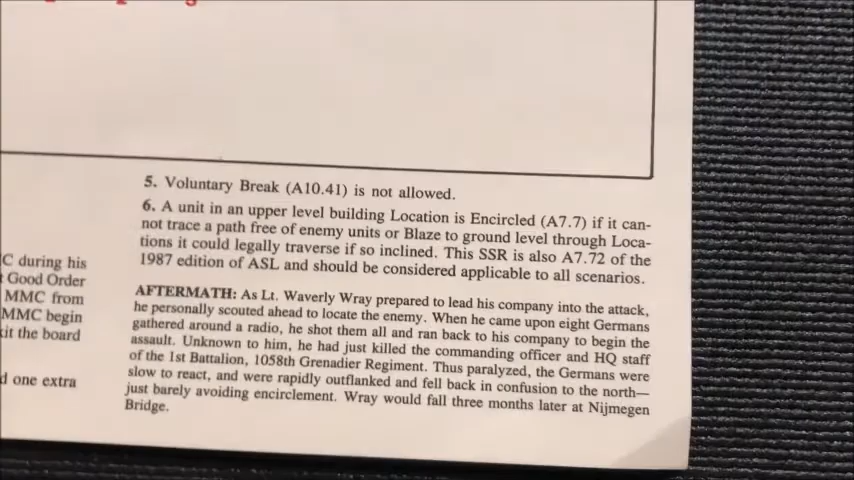 5. Voluntary Break (A10.41) is not allowed.
6. A unit in an upper level building Location is Encircled (A7.7) if it can-
not trace a path free of enemy units or Blaze to ground level through Loca-
tions it could legally traverse if so inclined. This SSR is also A7.72 of the
1987 edition of ASL and should be considered applicable to all scenarios.
C during his
Good Order
MMC from
MMC begin
it the board
d one extra
AFTERMATH: As Lt. Waverly Wray prepared to lead his company into the attack,
he personally scouted ahead to locate the enemy. When he came upon eight Germans
gathered around a radio, he shot them all and ran back to his company to begin the
assault. Unknown to him, he had just killed the commanding officer and HQ staff
of the 1st Battalion, 1058th Grenadier Regiment. Thus paralyzed, the Germans were
slow to react, and were rapidly outflanked and fell back in confusion to the north—
just barely avoiding encirclement. Wray would fall three months later at Nijmegen
Bridge.